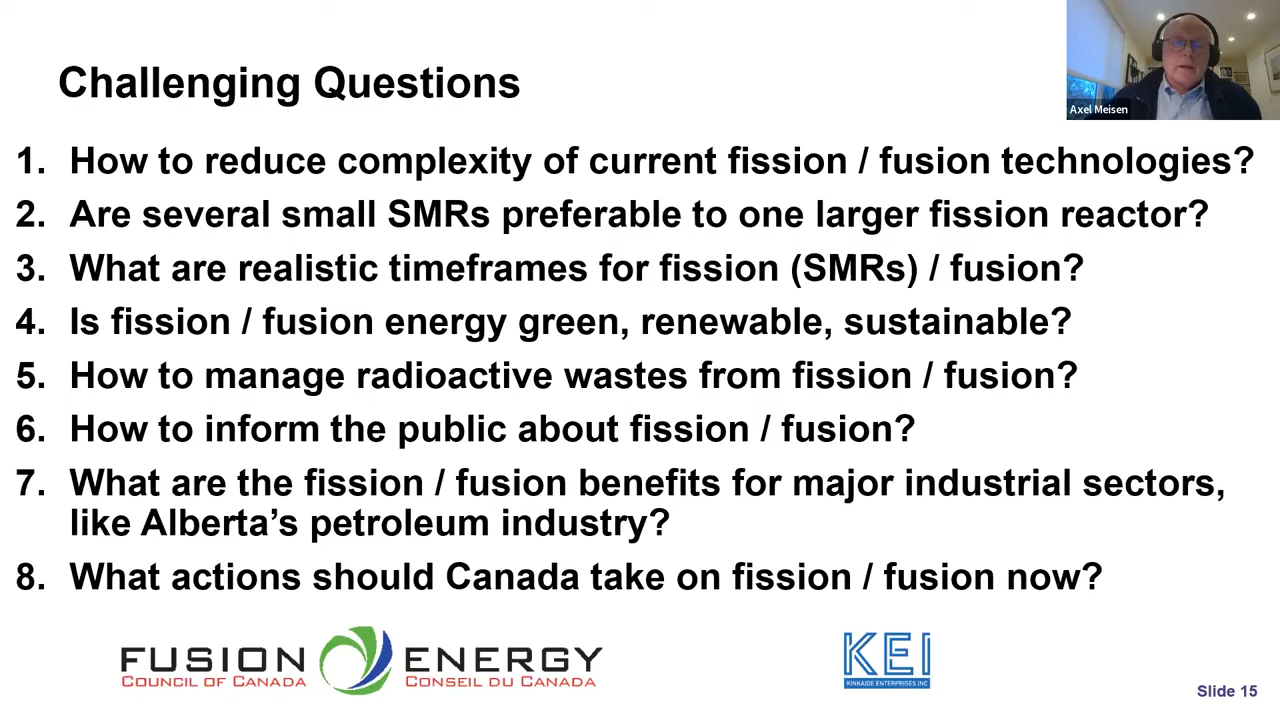 Challenging Questions
Axel Meisen
1. How to reduce complexity of current fission / fusion technologies?
2. Are several small SMRs preferable to one larger fission reactor?
3. What are realistic timeframes for fission (SMRs) / fusion?
4. Is fission / fusion energy green, renewable, sustainable?
5. How to manage radioactive wastes from fission / fusion?
6. How to inform the public about fission / fusion?
7. What are the fission / fusion benefits for major industrial sectors,
like Alberta’s petroleum industry?
8. What actions should Canada take on fission / fusion now?
FUSION ENERGY
COUNCIL OF CANADA CONSEIL DU CANADA
KEI
KINKAIDE ENTERPRISES INC
Slide 15